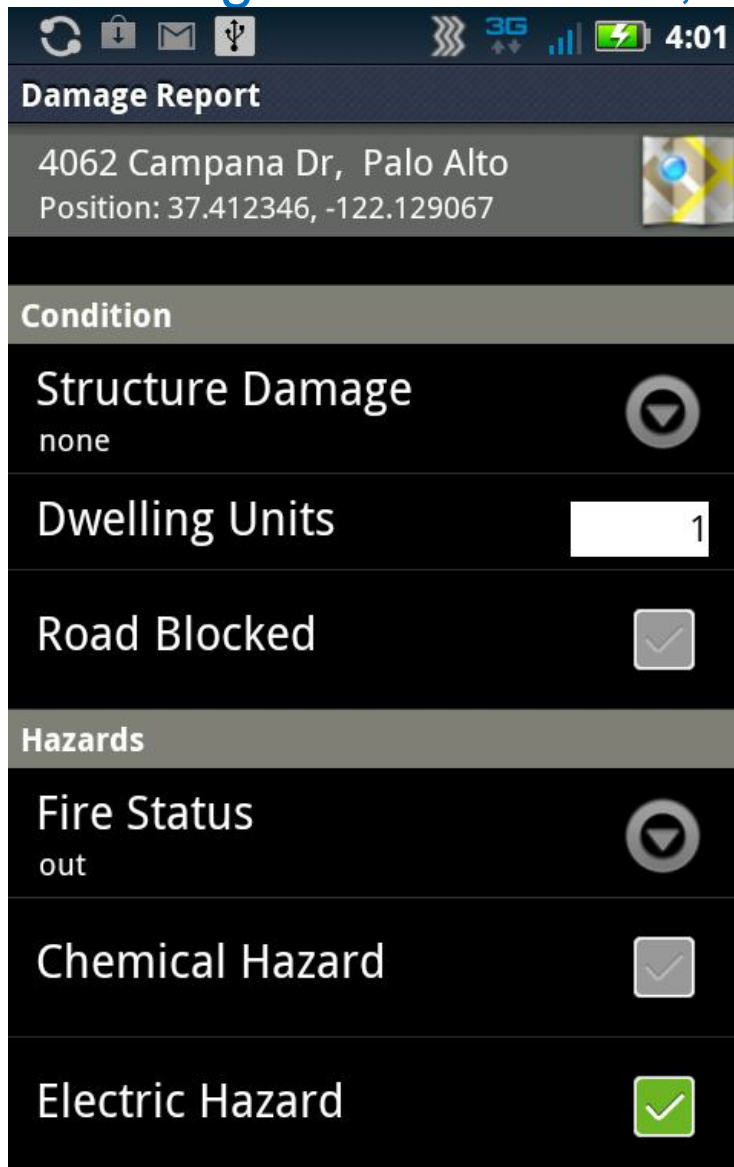 3G 4:01
Damage Report
4062 Campana Dr, Palo Alto
Position: 37.412346, -122.129067
Condition
Structure Damage
none
Dwelling Units 1
Road Blocked
Hazards
Fire Status
out
Chemical Hazard
Electric Hazard